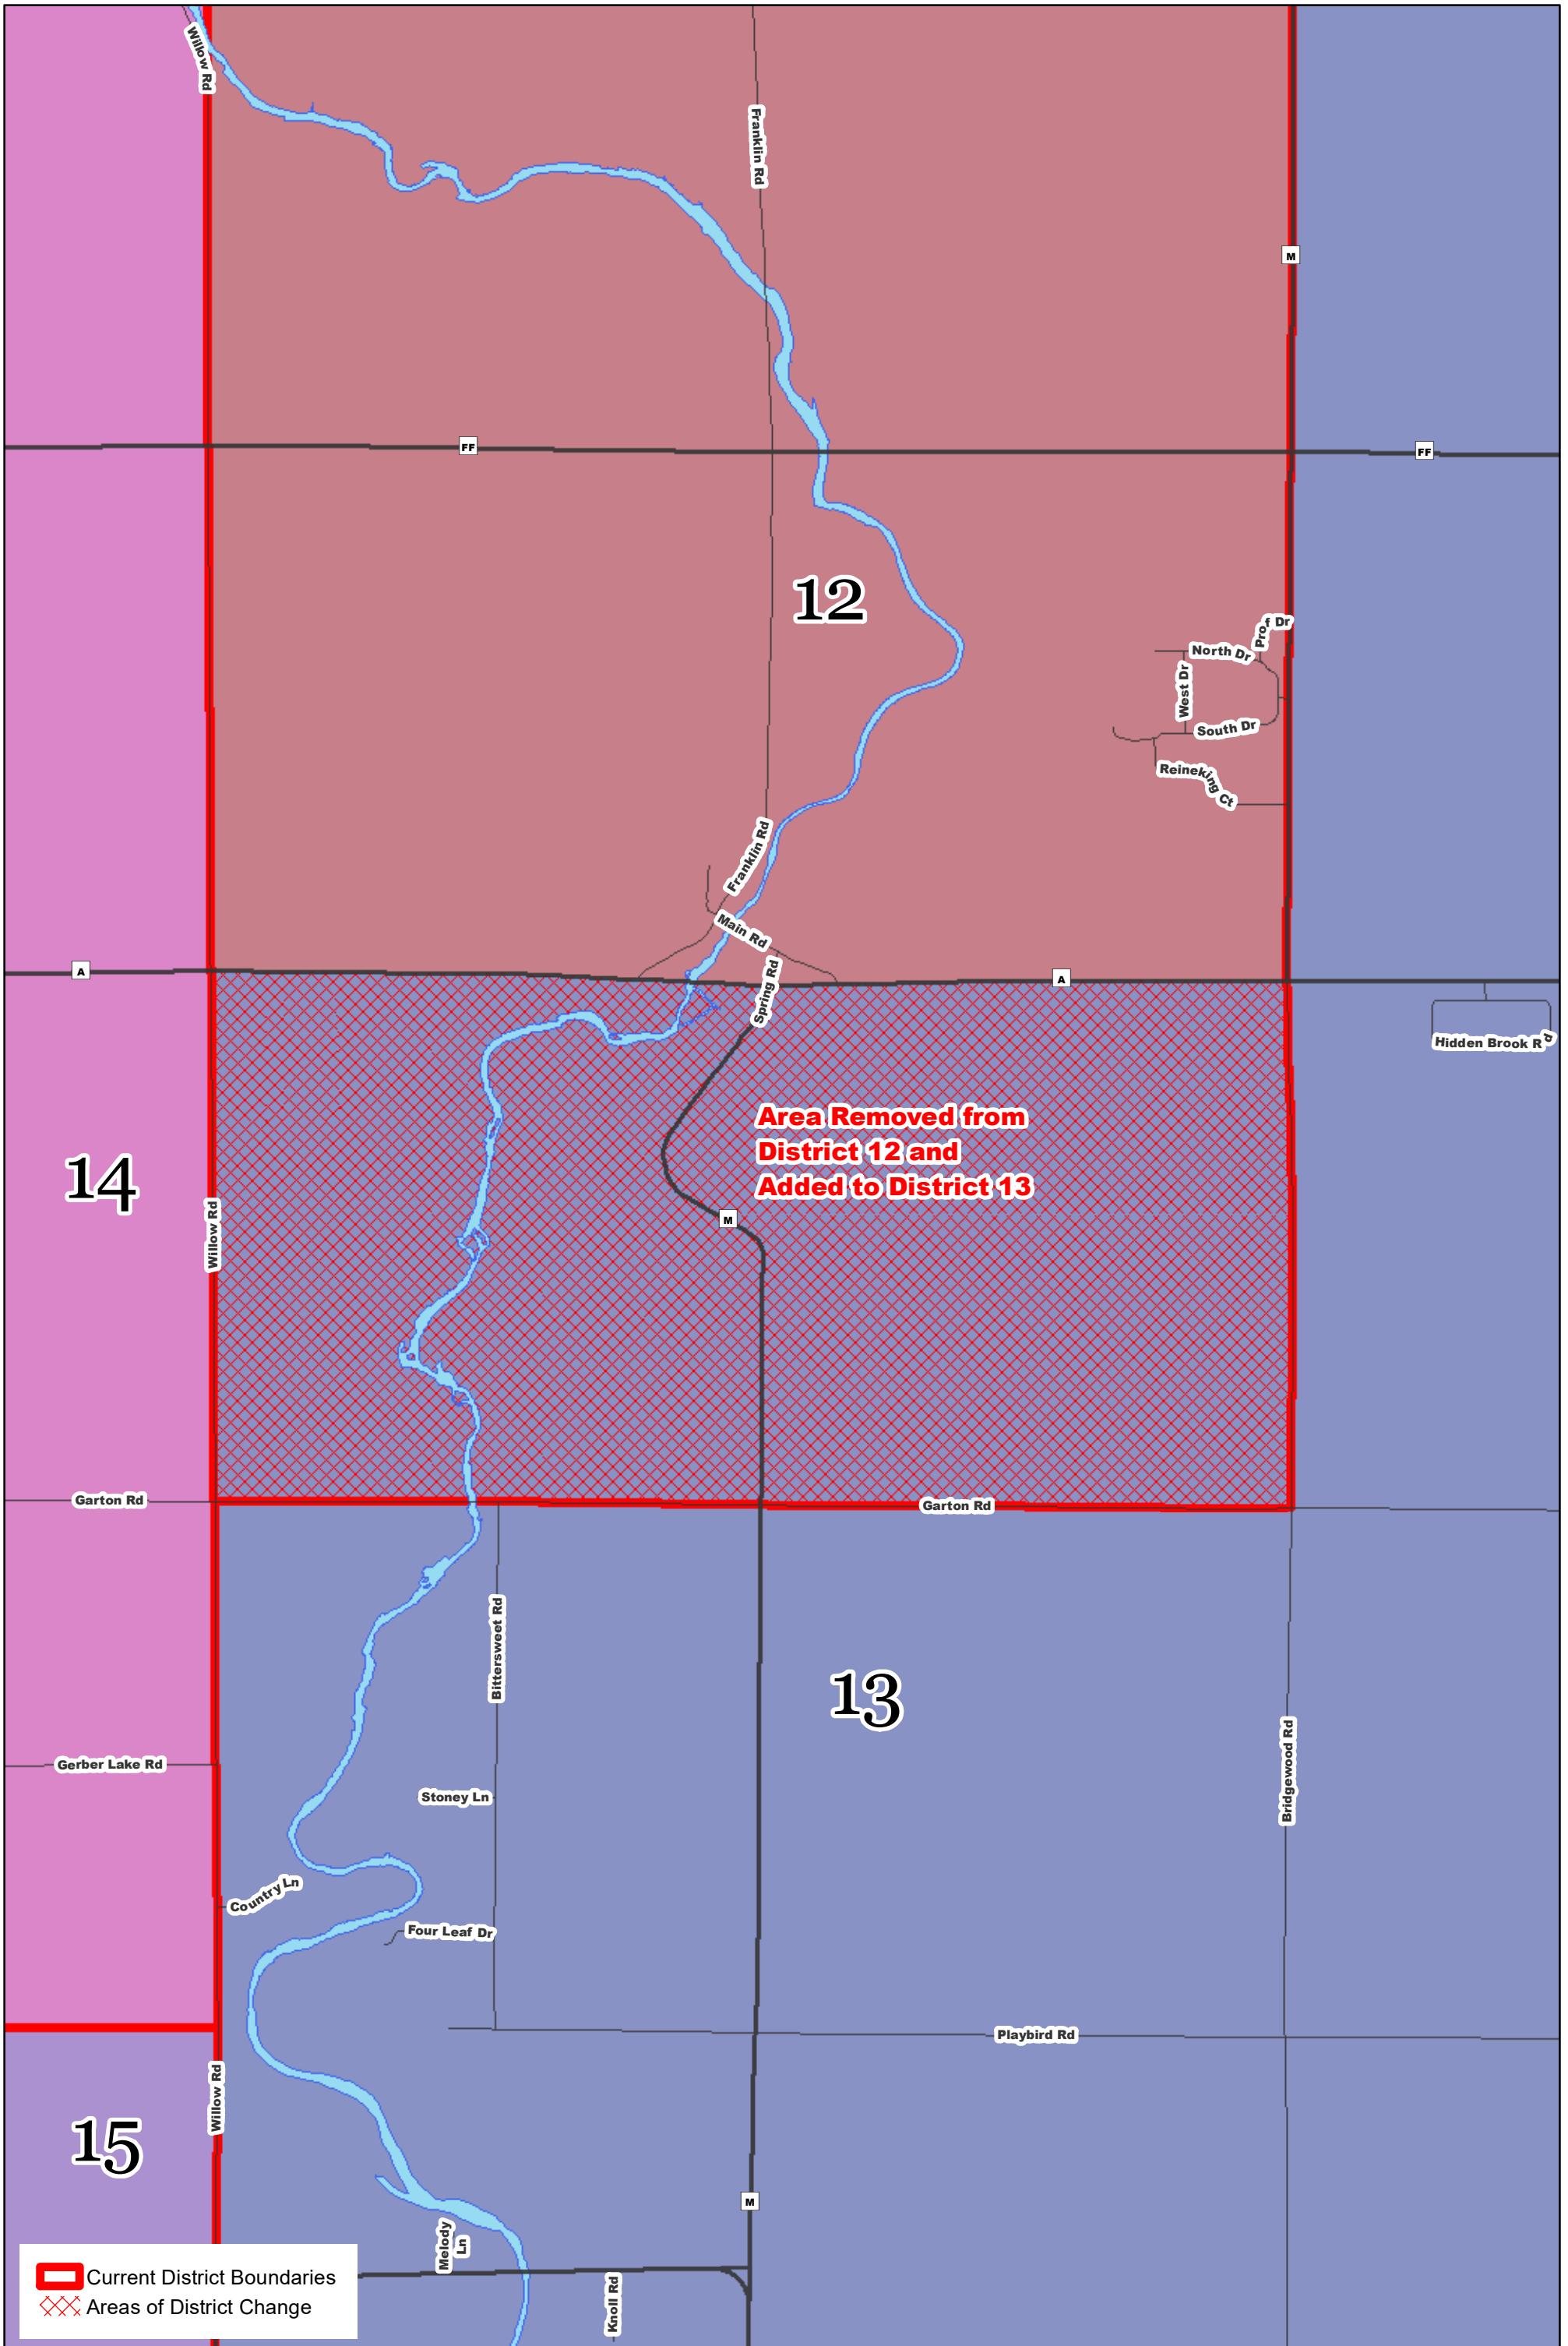 Willow Rd
Franklin Rd
M
FF
FF
12
Prof Dr
North Dr
West Dr
South Dr
Reineking Ct
Franklin Rd
Main Rd
A
A
Spring Rd
Hidden Brook Rd
Area Removed from
District 12 and
Added to District 13
14
Willow Rd
M
Garton Rd
Garton Rd
Bittersweet Rd
13
Bridgewood Rd
Gerber Lake Rd
Stoney Ln
Country Ln
Four Leaf Dr
Playbird Rd
Willow Rd
15
M
Melody
Ln
Knoll Rd
Current District Boundaries
Areas of District Change